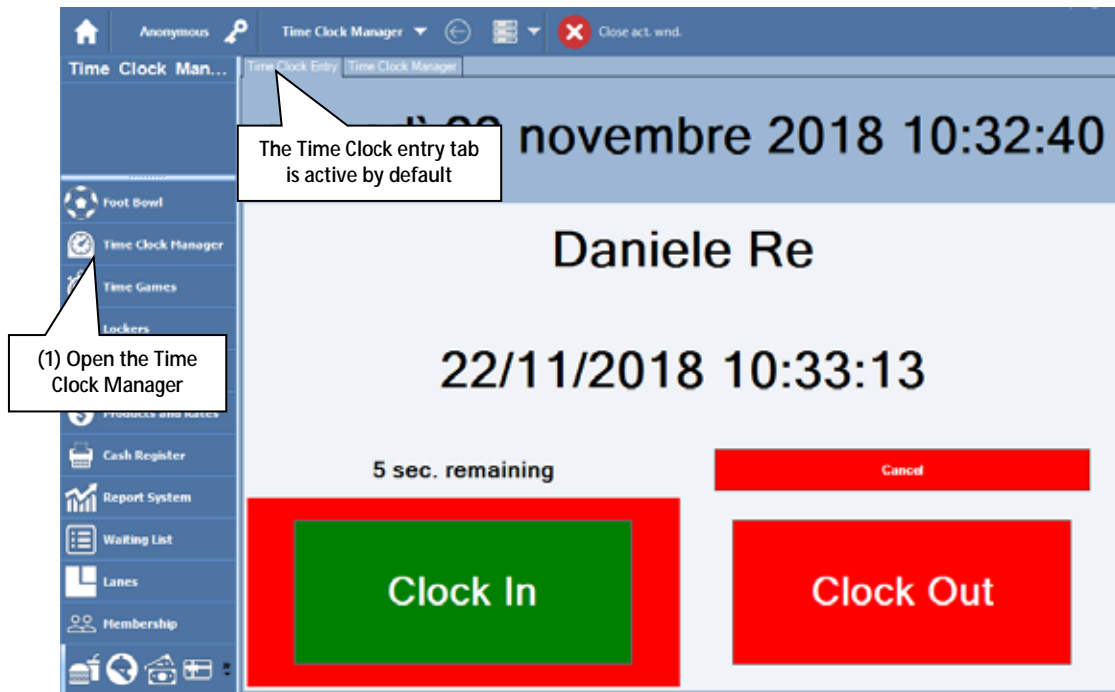 Anonymous
Time Clock Manager
Close act. wnd.
Time Clock Man...
Time Clock Entry
Time Clock Manager
novembre 2018 10:32:40
The Time Clock entry tab
is active by default
Foot Bowl
Time Clock Manager
Time Games
Lockers
(1) Open the Time
Clock Manager
Products and Rates
Cash Register
Report System
Waiting List
Lanes
Membership
Daniele Re
22/11/2018 10:33:13
5 sec. remaining
Cancel
Clock In
Clock Out